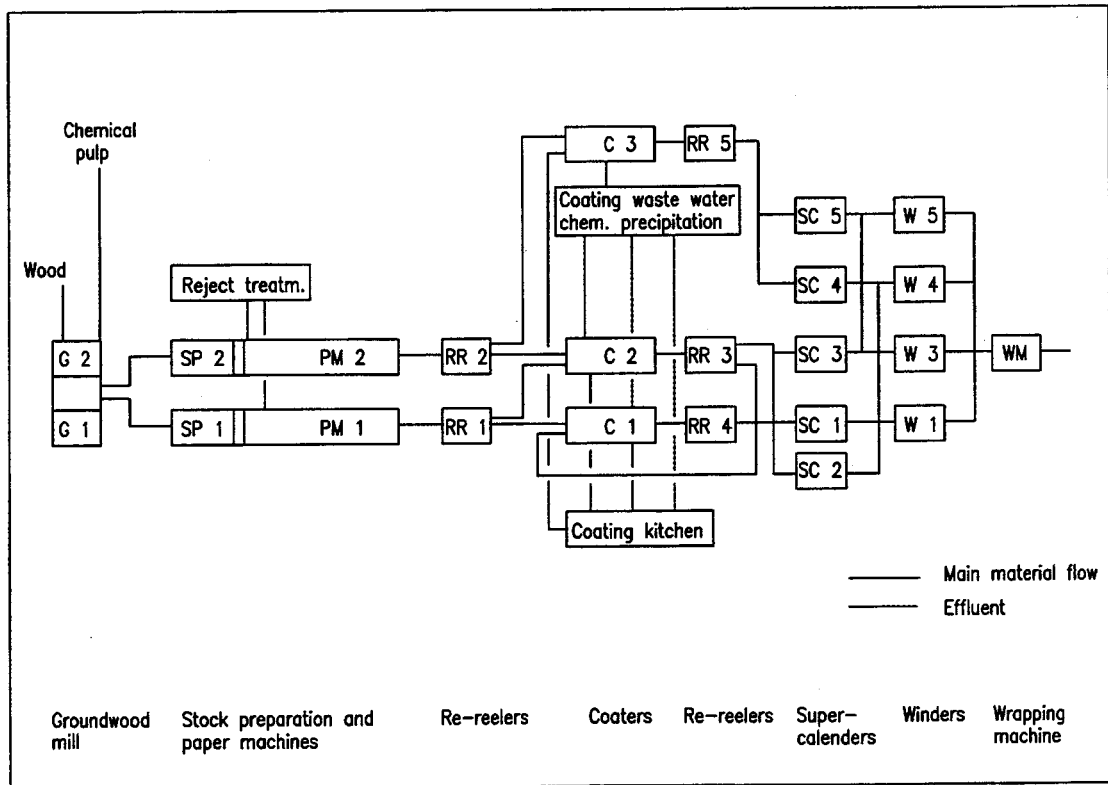 Chemical
pulp
C 3
RR 5
Coating waste water
chem. precipitation
SC 5
W 5
Wood
Reject treatm.
SC 4
W 4
G 2
SP 2
PM 2
RR 2
C 2
RR 3
SC 3
W 3
WM
G 1
SP 1
PM 1
RR 1
C 1
RR 4
SC 1
W 1
SC 2
Coating kitchen
Main material flow
Effluent
Groundwood
mill
Stock preparation and
paper machines
Re-reelers
Coaters
Re-reelers
Super-
calenders
Winders
Wrapping
machine